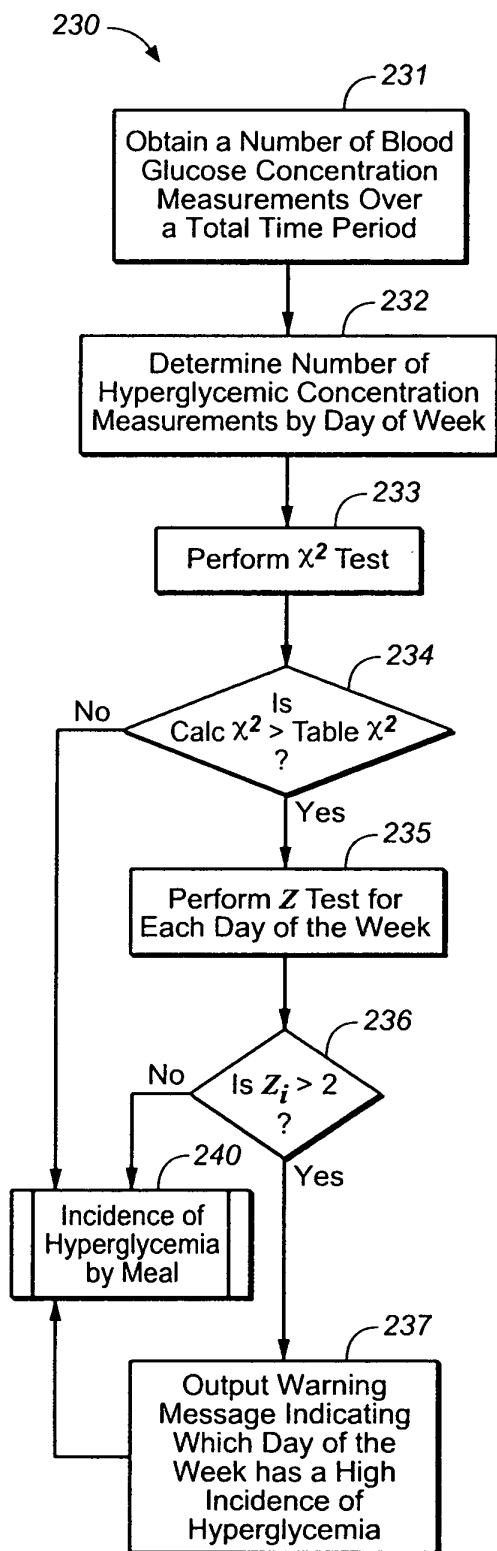 230
231
Obtain a Number of Blood
Glucose Concentration
Measurements Over
a Total Time Period
232
Determine Number of
Hyperglycemic Concentration
Measurements by Day of Week
233
Perform χ² Test
234
Is
Calc χ² > Table χ²
?
No
Yes
235
Perform Z Test for
Each Day of the Week
236
Is Zᵢ > 2
?
No
Yes
240
Incidence of
Hyperglycemia
by Meal
237
Output Warning
Message Indicating
Which Day of the
Week has a High
Incidence of
Hyperglycemia